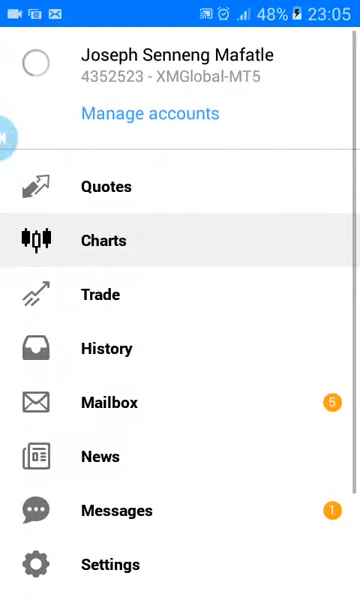 48% 23:05
Joseph Senneng Mafatle
4352523 - XMGlobal-MT5
Manage accounts
Quotes
Charts
Trade
History
Mailbox 5
News
Messages 1
Settings